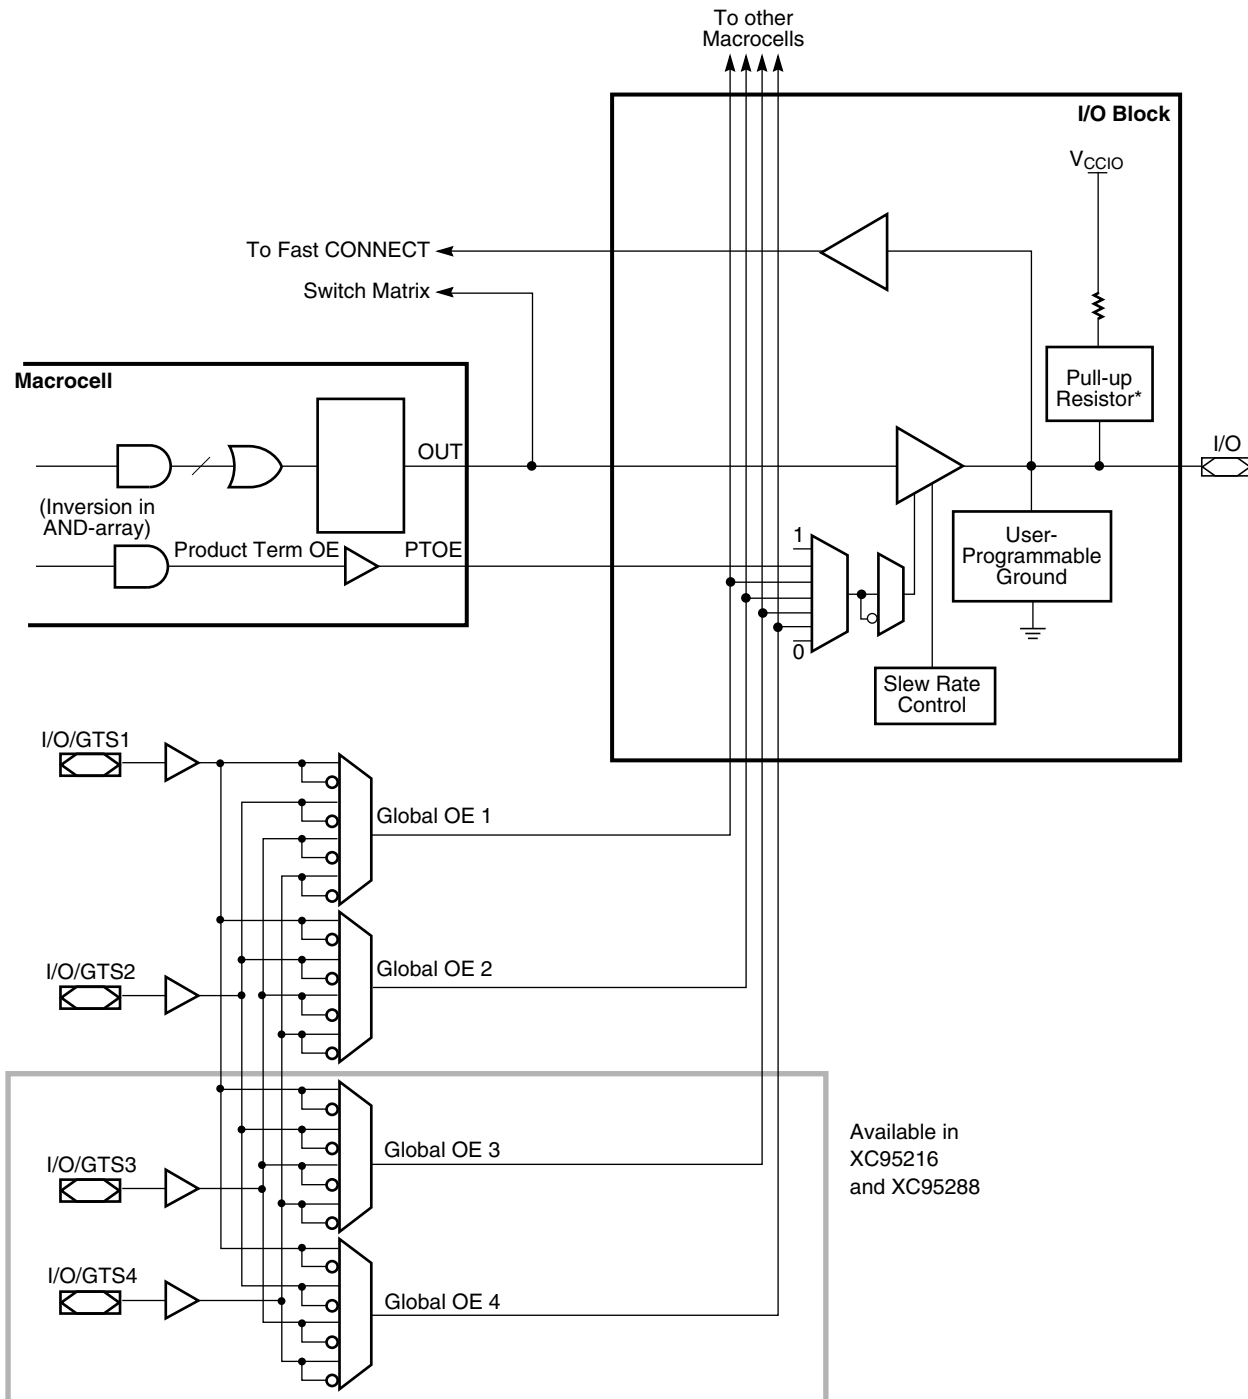 To other
Macrocells
I/O Block
VCCIO
To Fast CONNECT
Switch Matrix
Macrocell
Pull-up
Resistor*
OUT
I/O
(Inversion in
AND-array)
Product Term OE
PTOE
1
User-
Programmable
Ground
0
Slew Rate
Control
I/O/GTS1
Global OE 1
I/O/GTS2
Global OE 2
I/O/GTS3
Global OE 3
Available in
XC95216
and XC95288
I/O/GTS4
Global OE 4